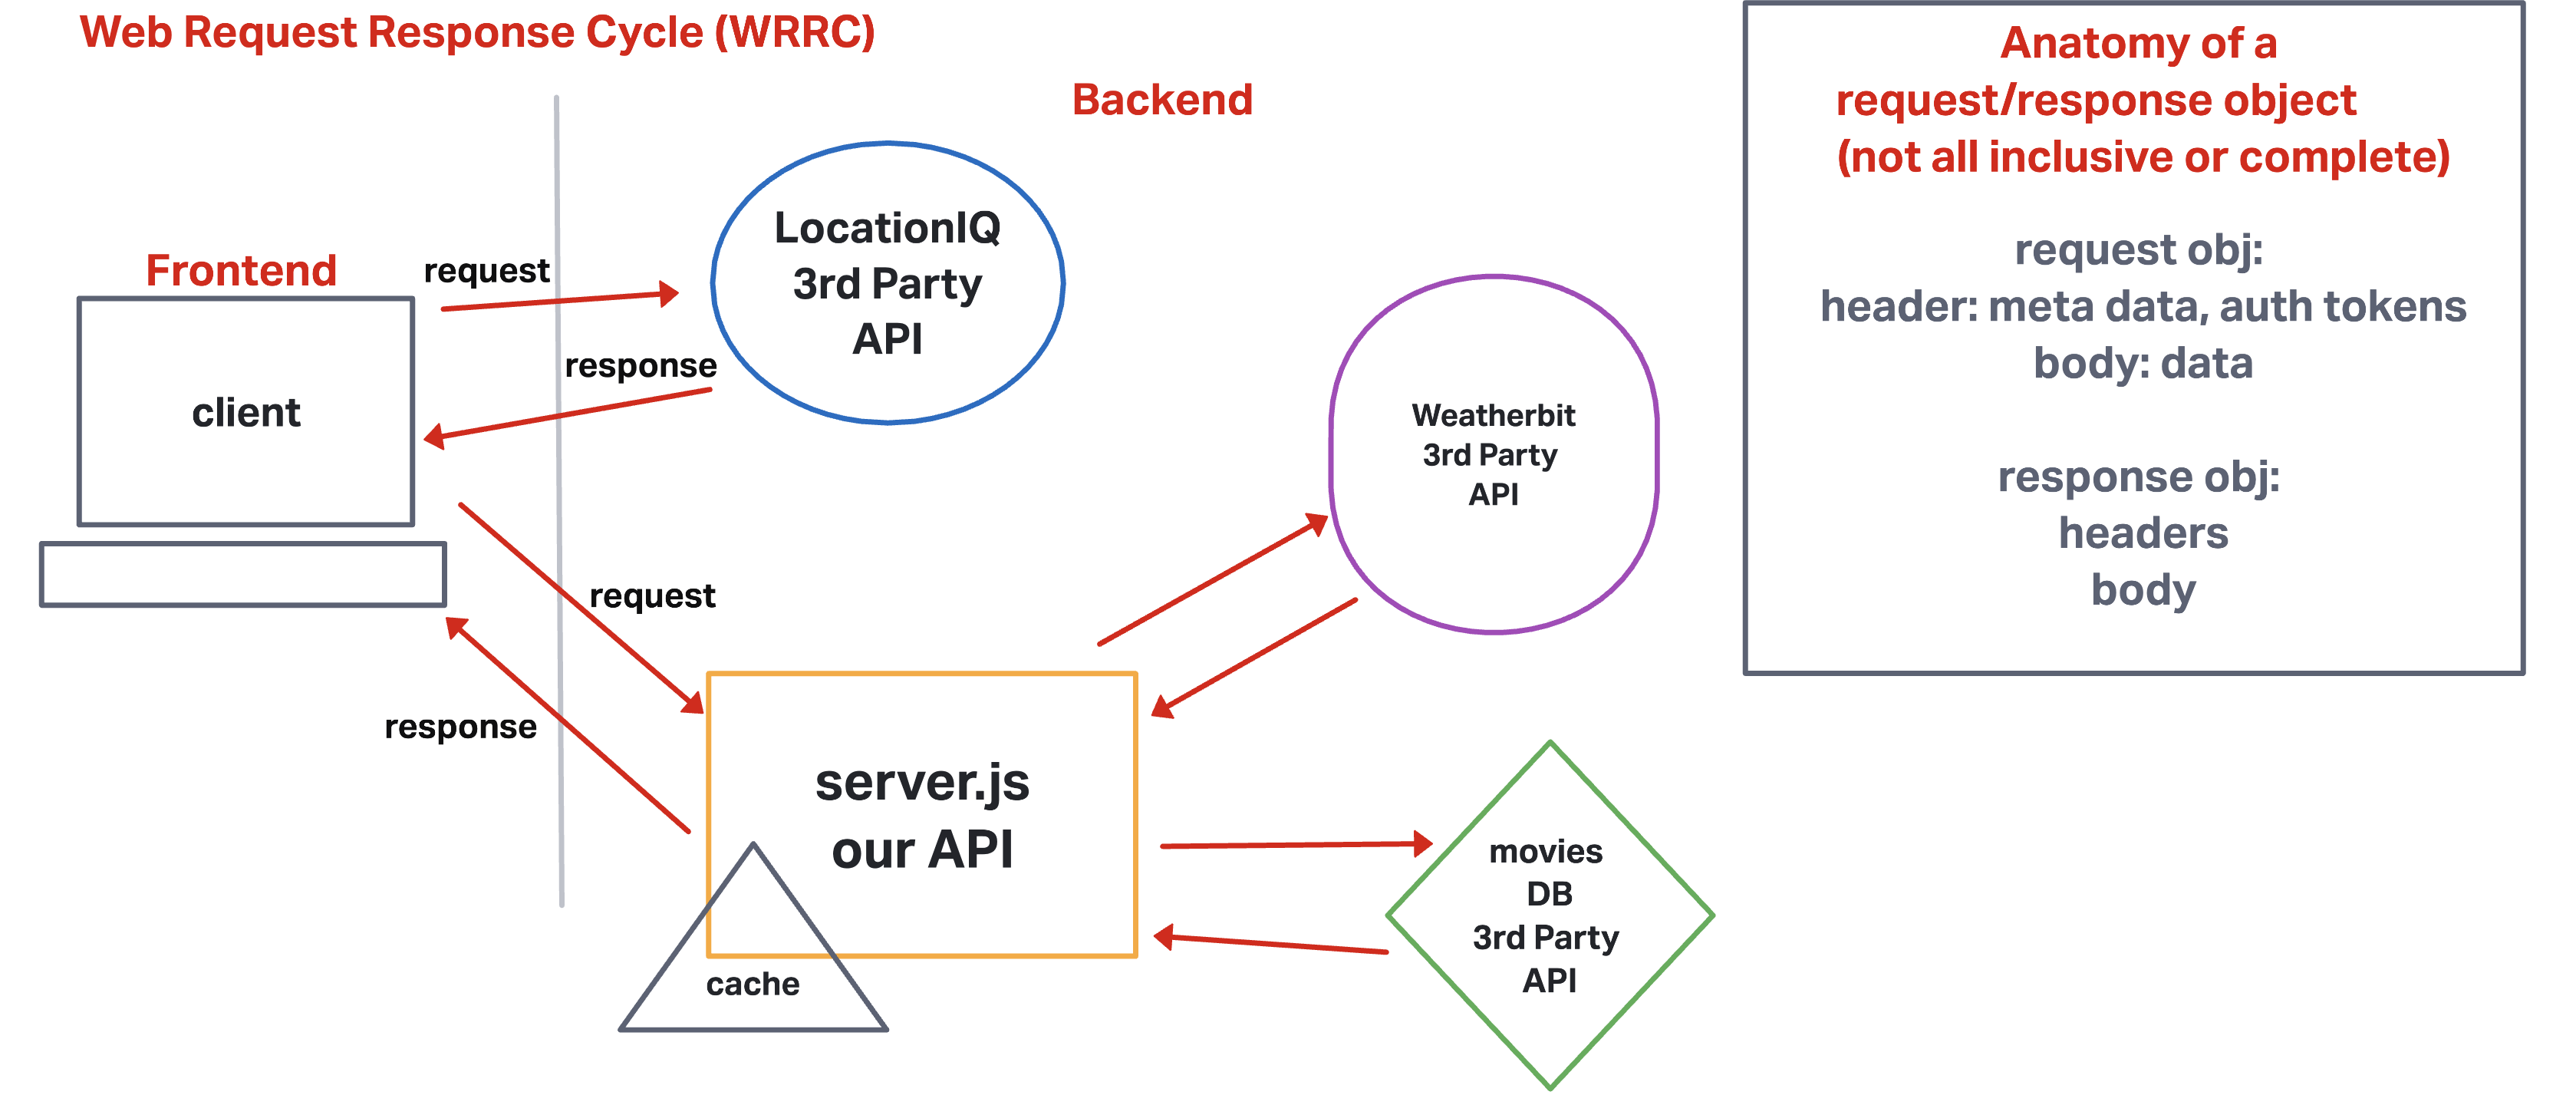 Web Request Response Cycle (WRRC)
Backend
Frontend
request
response
client
LocationIQ
3rd Party
API
request
response
Weatherbit
3rd Party
API
server.js
our API
cache
movies
DB
3rd Party
API
Anatomy of a
request/response object
(not all inclusive or complete)
request obj:
header: meta data, auth tokens
body: data
response obj:
headers
body